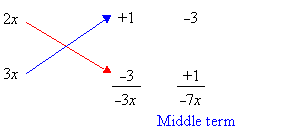 2x +1 -3
3x -3 +1
-3x -7x
Middle term